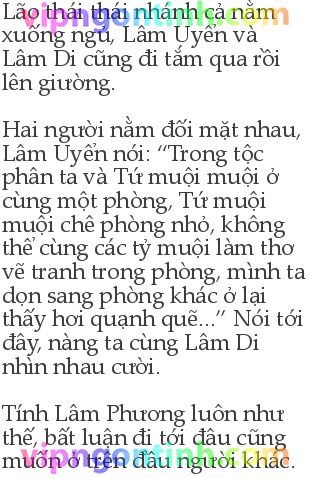 Lão thái thái nhánh cả nằm
xuống ngủ, Lâm Uyển và
Lâm Di cũng đi tắm qua rồi
lên giường.
Hai người nằm đối mặt nhau,
Lâm Uyển nói: “Trong tộc
phân ta và Tứ muội muội ở
cùng một phòng, Tứ muội
muội chê phòng nhỏ, không
thể cùng các tỷ muội làm thơ
vẽ tranh trong phòng, mình ta
dọn sang phòng khác ở lại
thấy hơi quạnh quẽ...” Nói tới
đây, nàng ta cùng Lâm Di
nhìn nhau cười.
Tính Lâm Phương luôn như
thế, bất luận đi tới đâu cũng
muốn ở trên đầu người khác.
vipngontinh.com
vipngontinh.com